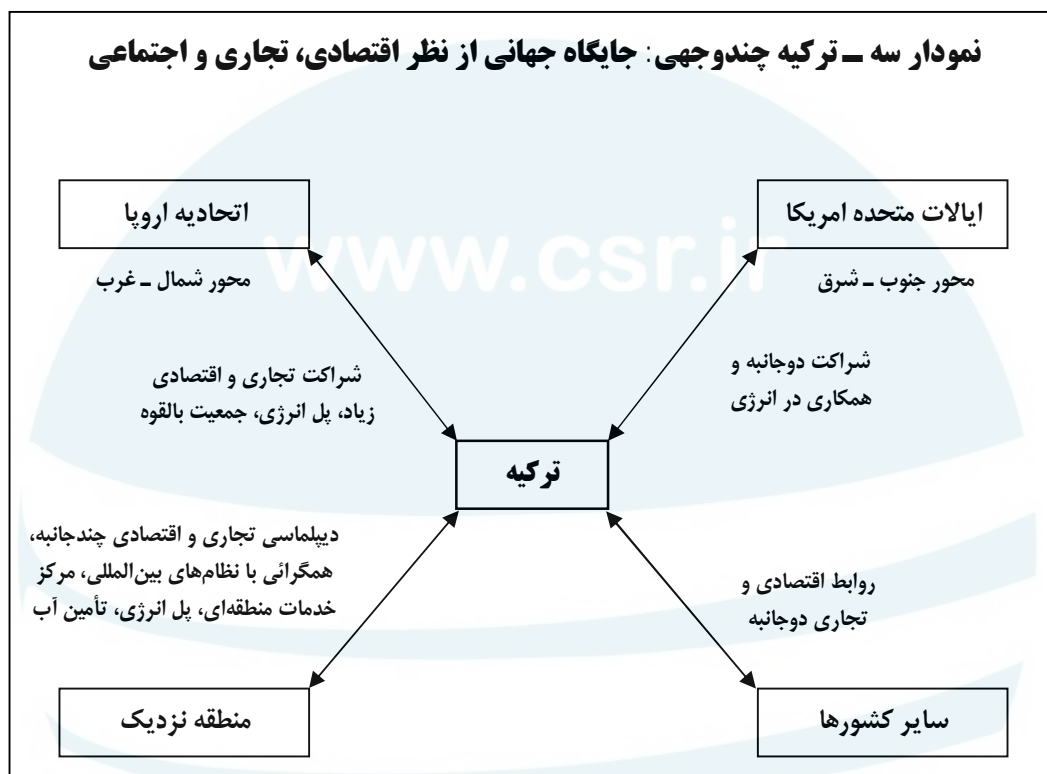 نمودار سه ـ ترکیه چندوجهی: جایگاه جهانی از نظر اقتصادی، تجاری و اجتماعی
ایالات متحده امریکا
اتحادیه اروپا
www.csr.ir
محور جنوب ـ شرق
محور شمال ـ غرب
شراکت دوجانبه و
همکاری در انرژی
شراکت تجاری و اقتصادی
زیاد، پل انرژی، جمعیت بالقوه
ترکیه
روابط اقتصادی و
تجاری دوجانبه
دیپلماسی تجاری و اقتصادی چندجانبه،
همگرائی با نظام‌های بین‌المللی، مرکز
خدمات منطقه‌ای، پل انرژی، تأمین آب
سایر کشورها
منطقه نزدیک